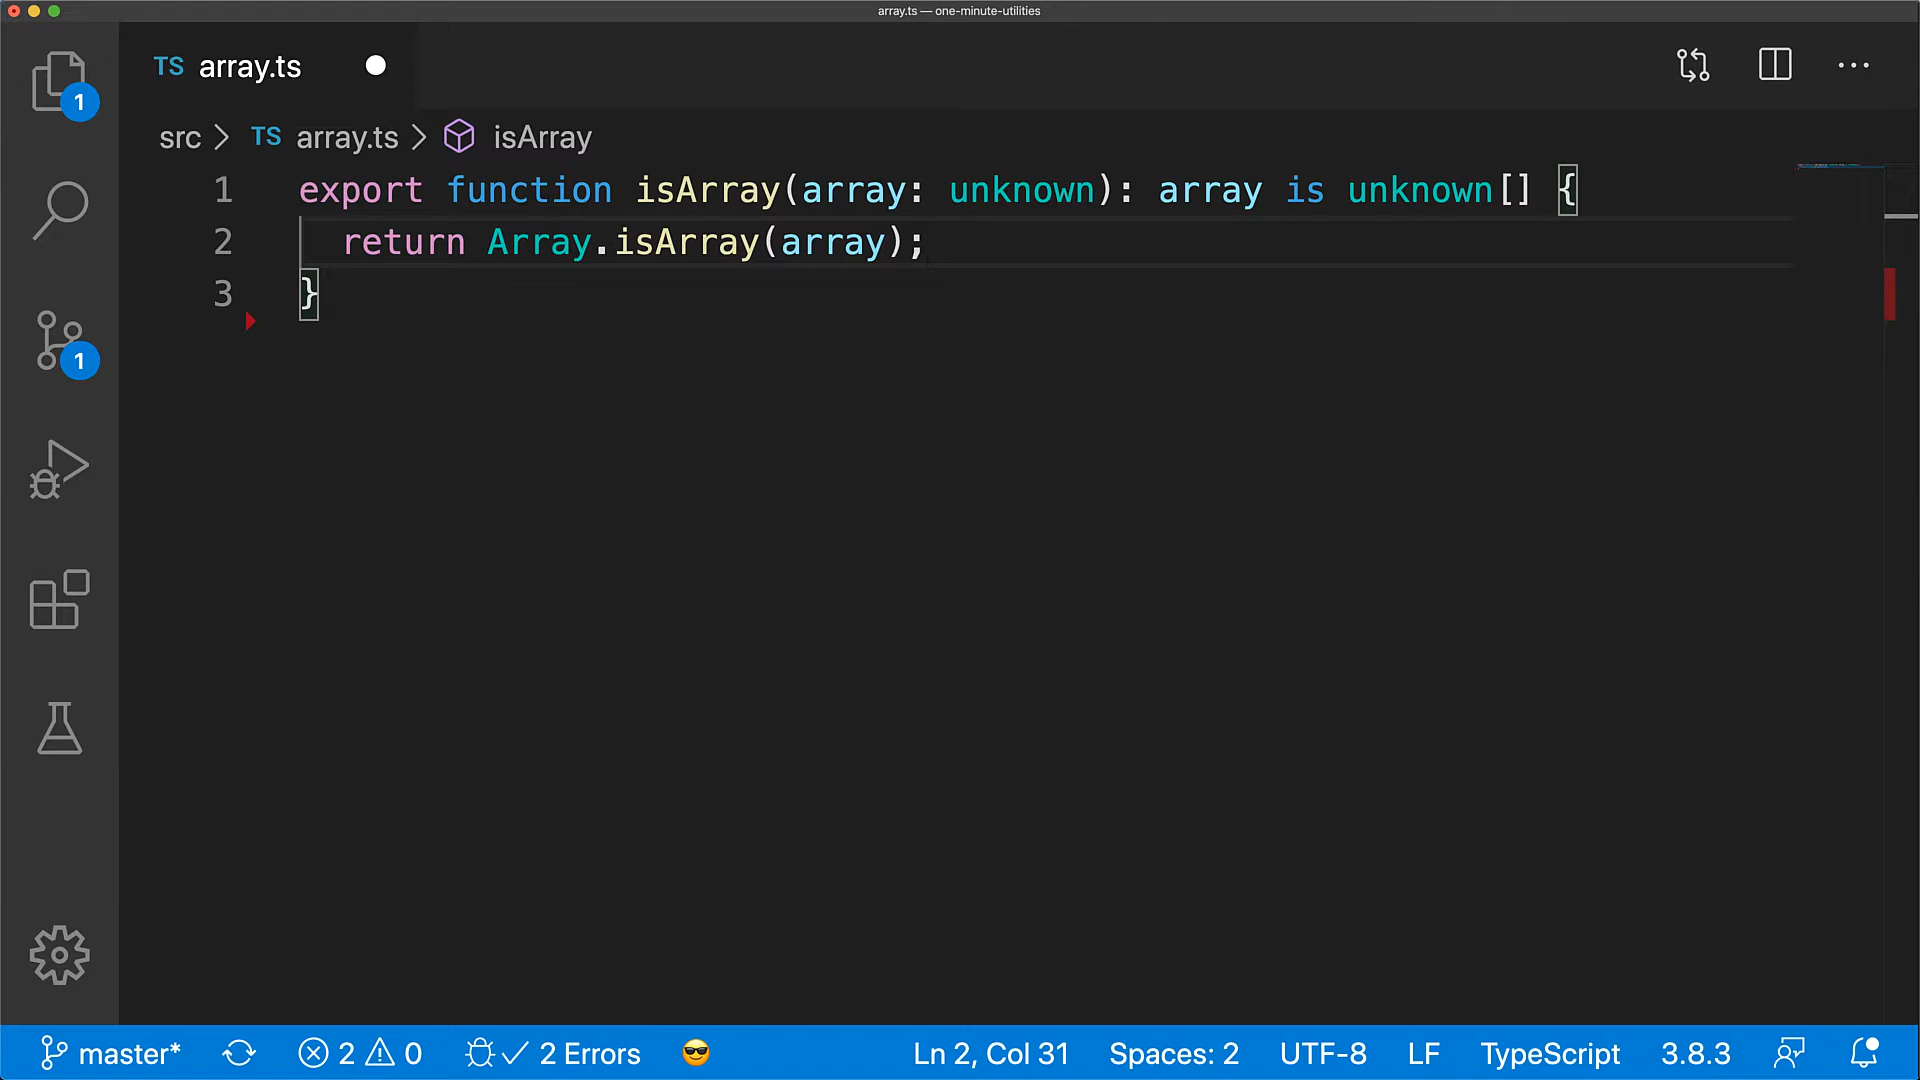 array.ts — one-minute-utilities
TS array.ts
src > TS array.ts > isArray
1 export function isArray(array: unknown): array is unknown[] {
2 return Array.isArray(array);
3 }
1
1
master* 2 0 2 Errors Ln 2, Col 31 Spaces: 2 UTF-8 LF TypeScript 3.8.3